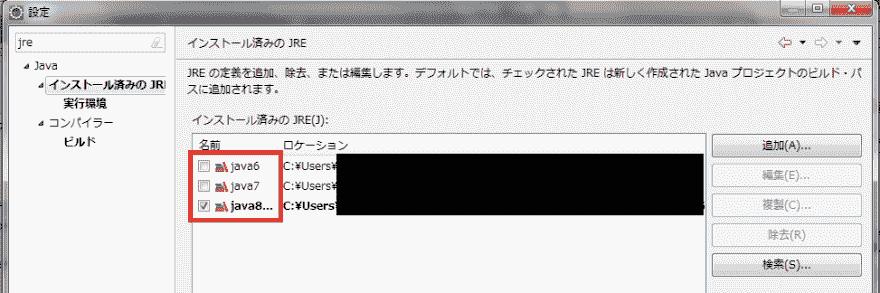 設定
jre
インストール済みの JRE
JRE の定義を追加、除去、または編集します。デフォルトでは、チェックされた JRE は新しく作成された Java プロジェクトのビルド・パ
スに追加されます。
Java
インストール済みの JRE
実行環境
コンパイラー
ビルド
インストール済みの JRE(J):
名前 ロケーション
java6 C:¥Users¥
java7 C:¥Users¥
java8... C:¥Users¥
追加(A)...
編集(E)...
複製(C)...
除去(R)
検索(S)...